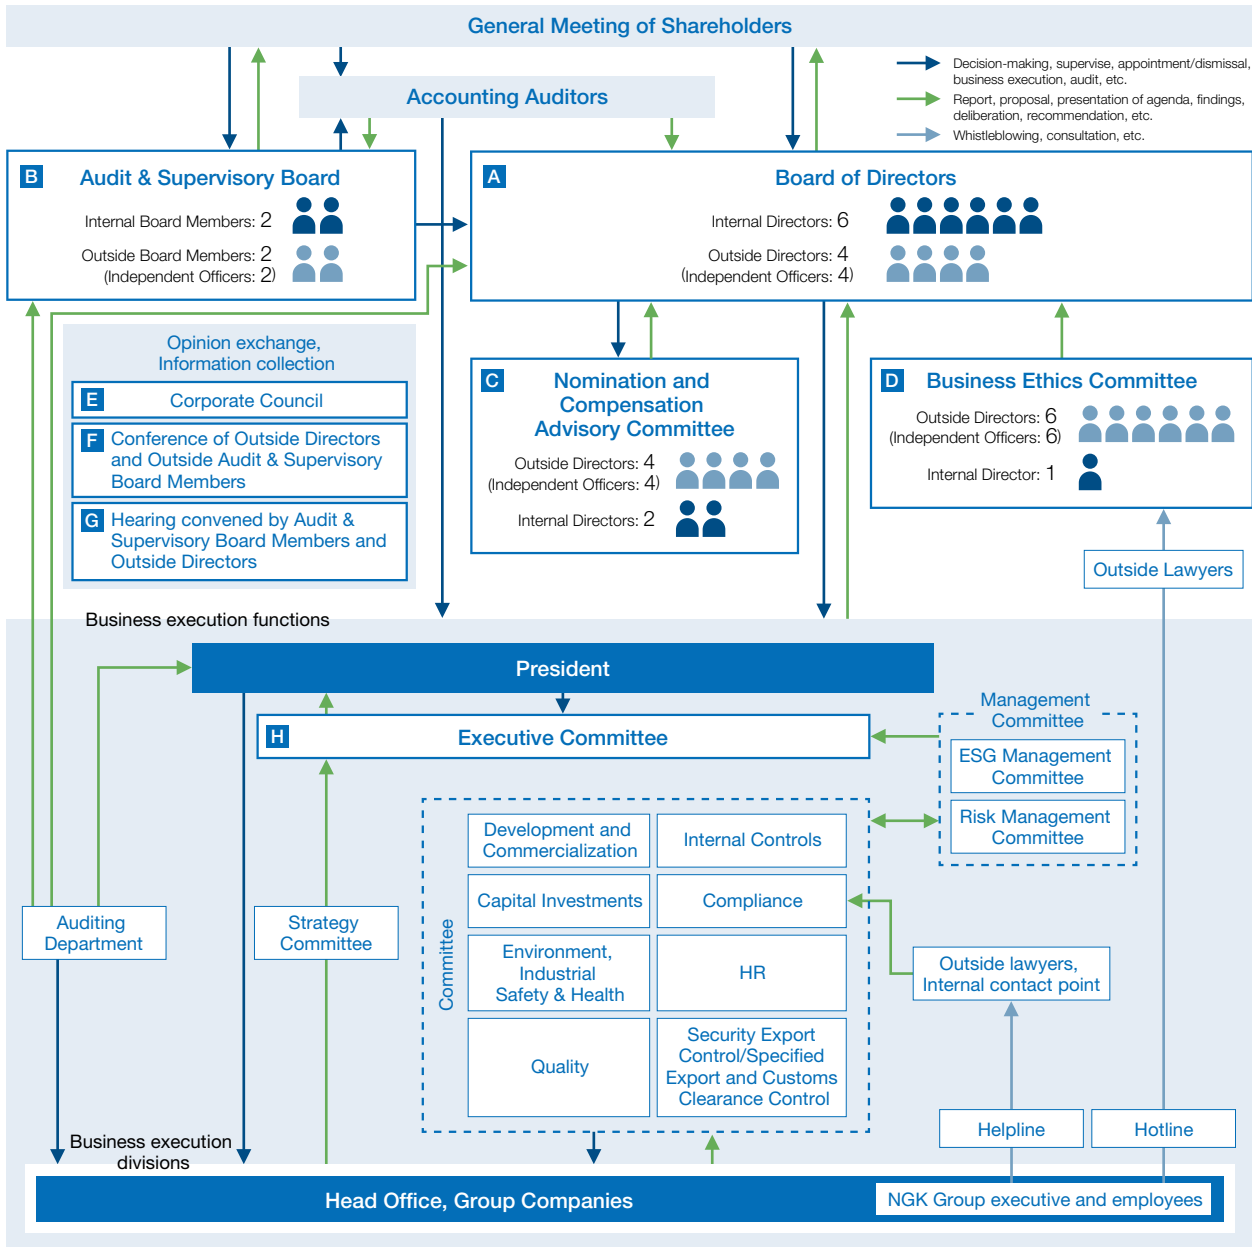 General Meeting of Shareholders
Decision-making, supervise, appointment/dismissal,
business execution, audit, etc.
Report, proposal, presentation of agenda, findings,
deliberation, recommendation, etc.
Whistleblowing, consultation, etc.
Accounting Auditors
B
Audit & Supervisory Board
Internal Board Members: 2
Outside Board Members: 2
(Independent Officers: 2)
A
Board of Directors
Internal Directors: 6
Outside Directors: 4
(Independent Officers: 4)
Opinion exchange,
Information collection
E
Corporate Council
F
Conference of Outside Directors
and Outside Audit & Supervisory
Board Members
G
Hearing convened by Audit &
Supervisory Board Members and
Outside Directors
C
Nomination and
Compensation
Advisory Committee
Outside Directors: 4
(Independent Officers: 4)
Internal Directors: 2
D
Business Ethics Committee
Outside Directors: 6
(Independent Officers: 6)
Internal Director: 1
Outside Lawyers
Business execution functions
President
H
Executive Committee
Management
Committee
ESG Management
Committee
Risk Management
Committee
Auditing
Department
Strategy
Committee
Committee
Development and
Commercialization
Internal Controls
Capital Investments
Compliance
Environment,
Industrial
Safety & Health
HR
Quality
Security Export
Control/Specified
Export and Customs
Clearance Control
Outside lawyers,
Internal contact point
Helpline
Hotline
Business execution
divisions
Head Office, Group Companies
NGK Group executive and employees